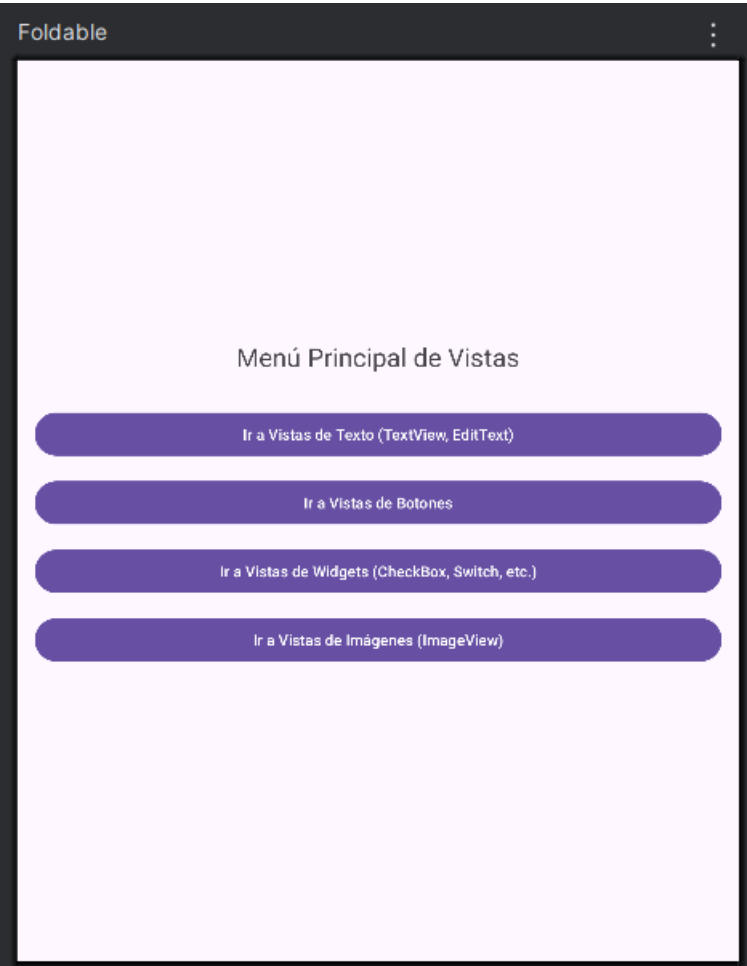 Foldable
Menú Principal de Vistas
Ir a Vistas de Texto (TextView, EditText)
Ir a Vistas de Botones
Ir a Vistas de Widgets (CheckBox, Switch, etc.)
Ir a Vistas de Imágenes (ImageView)